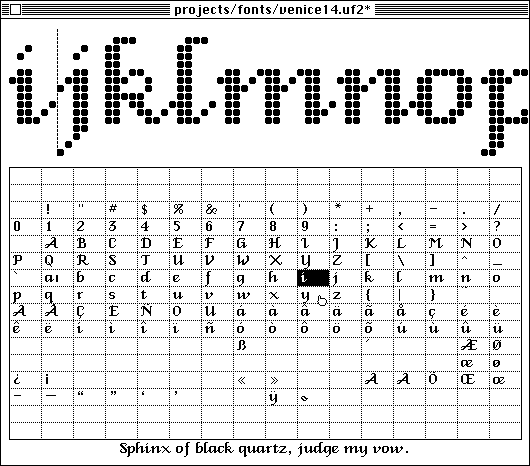 projects/fonts/venice14.uf2*
ijklmnop
! " # $ % & ' ( ) * + , - . /
0 1 2 3 4 5 6 7 8 9 : ; < = > ?
A B C D E F G H I J K L M N O
P Q R S T U V W X Y Z [ \ ] ^ _
` a b c d e f g h i j k l m n o
p q r s t u v w x y z { | }
Ç É Ñ Ö Ü á à â ä ã å ç é è
ê ë í ì î ï ñ ó ò ô ö õ ú ù û ü
ß ´ Æ Ø
æ ø
¿ ¡ « » À Ã Õ Œ œ
– — “ ” ‘ ’ ÿ
Sphinx of black quartz, judge my vow.